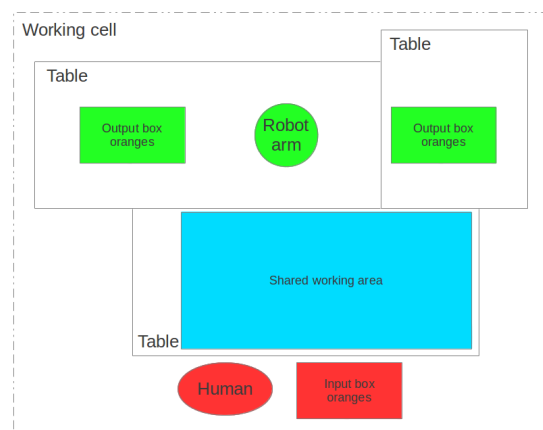 Working cell
Table
Table
Output box
oranges
Robot
arm
Output box
oranges
Shared working area
Table
Human
Input box
oranges